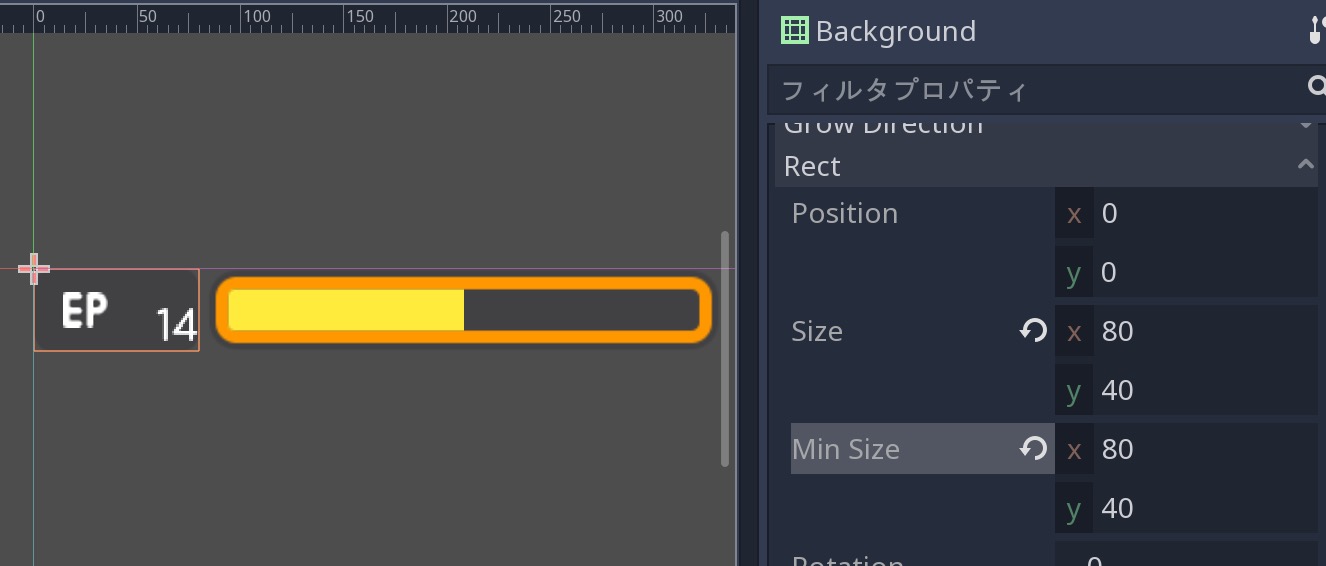 0 50 100 150 200 250 300
EP 14
Background
フィルタプロパティ
Grow Direction
Rect
Position x 0
y 0
Size x 80
y 40
Min Size x 80
y 40
Rotation 0